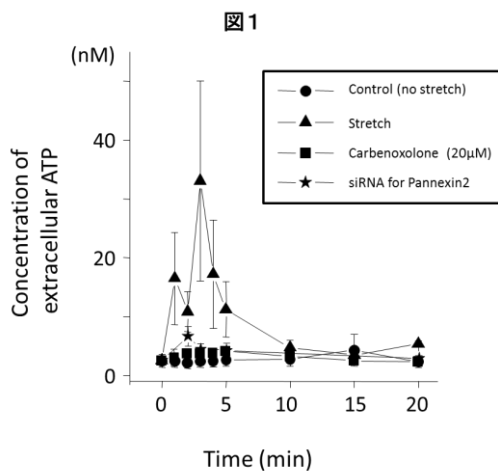 図1
(nM)
Control (no stretch)
Stretch
Carbenoxolone (20μM)
siRNA for Pannexin2
Concentration of
extracellular ATP
40
20
0
0 5 10 15 20
Time (min)